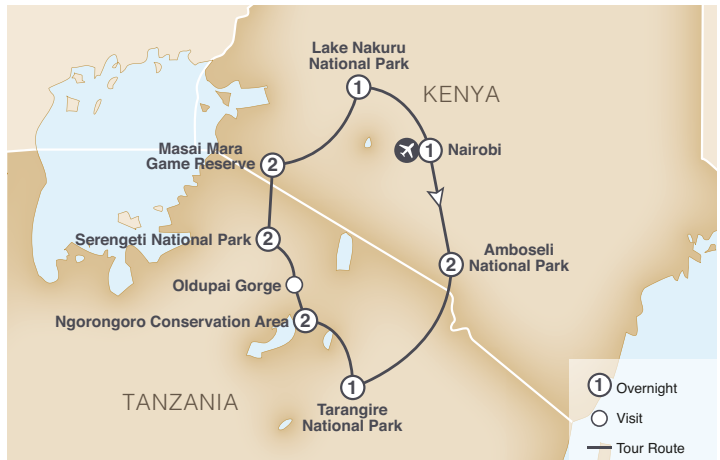 Lake Nakuru
National Park
1
KENYA
Masai Mara
Game Reserve
2
1
Nairobi
Serengeti National Park
2
Amboseli
National Park
2
Oldupai Gorge
Ngorongoro Conservation Area
2
1
Tarangire
National Park
TANZANIA
1 Overnight
Visit
Tour Route